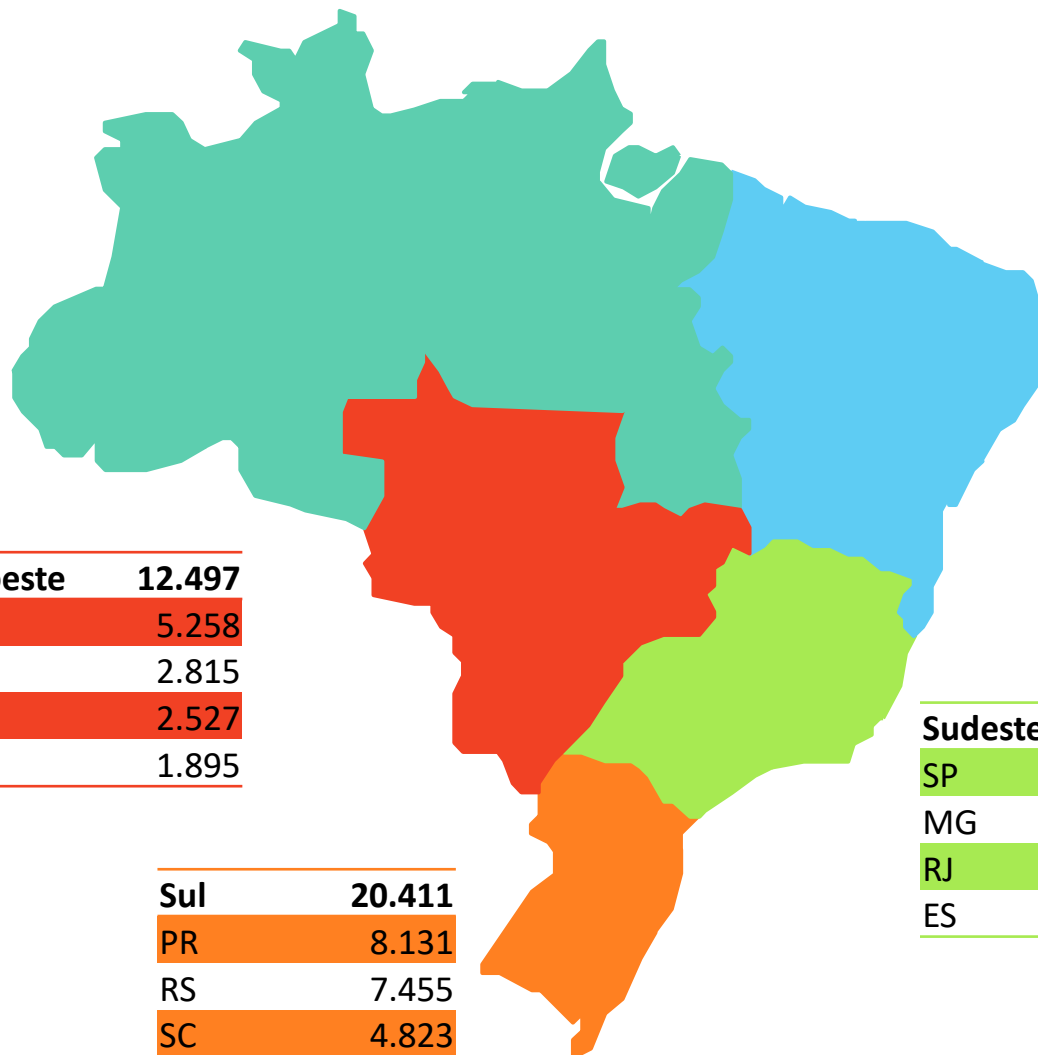 este 12.497
5.258
2.815
2.527
1.895
Sudeste
SP
MG
RJ
ES
Sul 20.411
PR 8.131
RS 7.455
SC 4.823